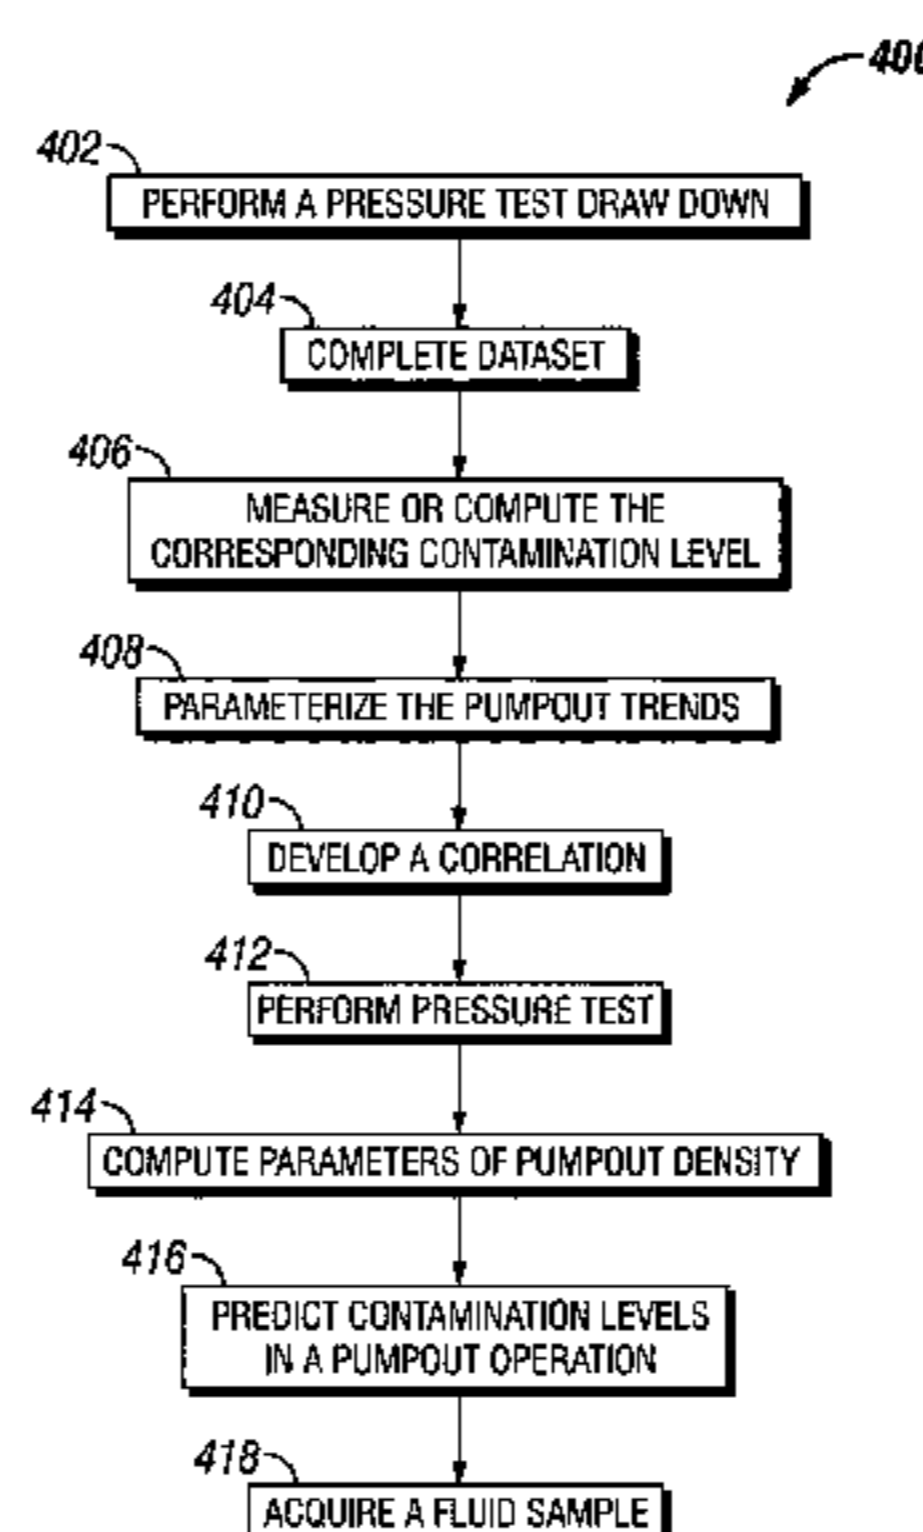 400
402
PERFORM A PRESSURE TEST DRAW DOWN
404
COMPLETE DATASET
406
MEASURE OR COMPUTE THE
CORRESPONDING CONTAMINATION LEVEL
408
PARAMETERIZE THE PUMPOUT TRENDS
410
DEVELOP A CORRELATION
412
PERFORM PRESSURE TEST
414
COMPUTE PARAMETERS OF PUMPOUT DENSITY
416
PREDICT CONTAMINATION LEVELS
IN A PUMPOUT OPERATION
418
ACQUIRE A FLUID SAMPLE